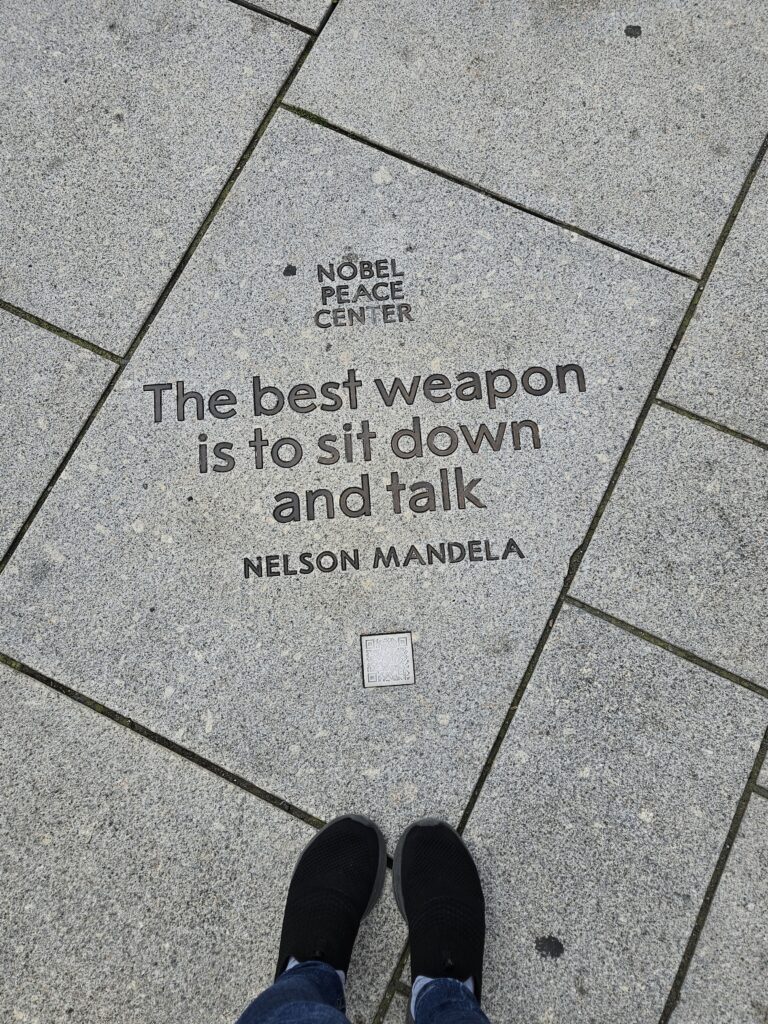 NOBEL
PEACE
CENTER
The best weapon
is to sit down
and talk
NELSON MANDELA